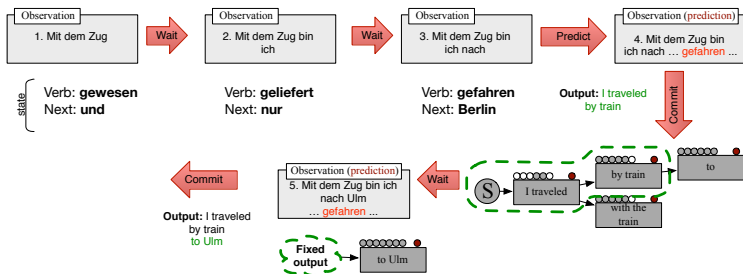 Observation
1. Mit dem Zug
Wait
Observation
2. Mit dem Zug bin
ich
Wait
Observation
3. Mit dem Zug bin
ich nach
Predict
Observation (prediction)
4. Mit dem Zug bin
ich nach ... gefahren ...
state
Verb: gewesen
Next: und
Verb: geliefert
Next: nur
Verb: gefahren
Next: Berlin
Output: I traveled
by train
Commit
S
I traveled
by train
to
with the
train
Wait
Observation (prediction)
5. Mit dem Zug bin ich
nach Ulm
... gefahren ...
Commit
Output: I traveled
by train
to Ulm
Fixed
output
to Ulm